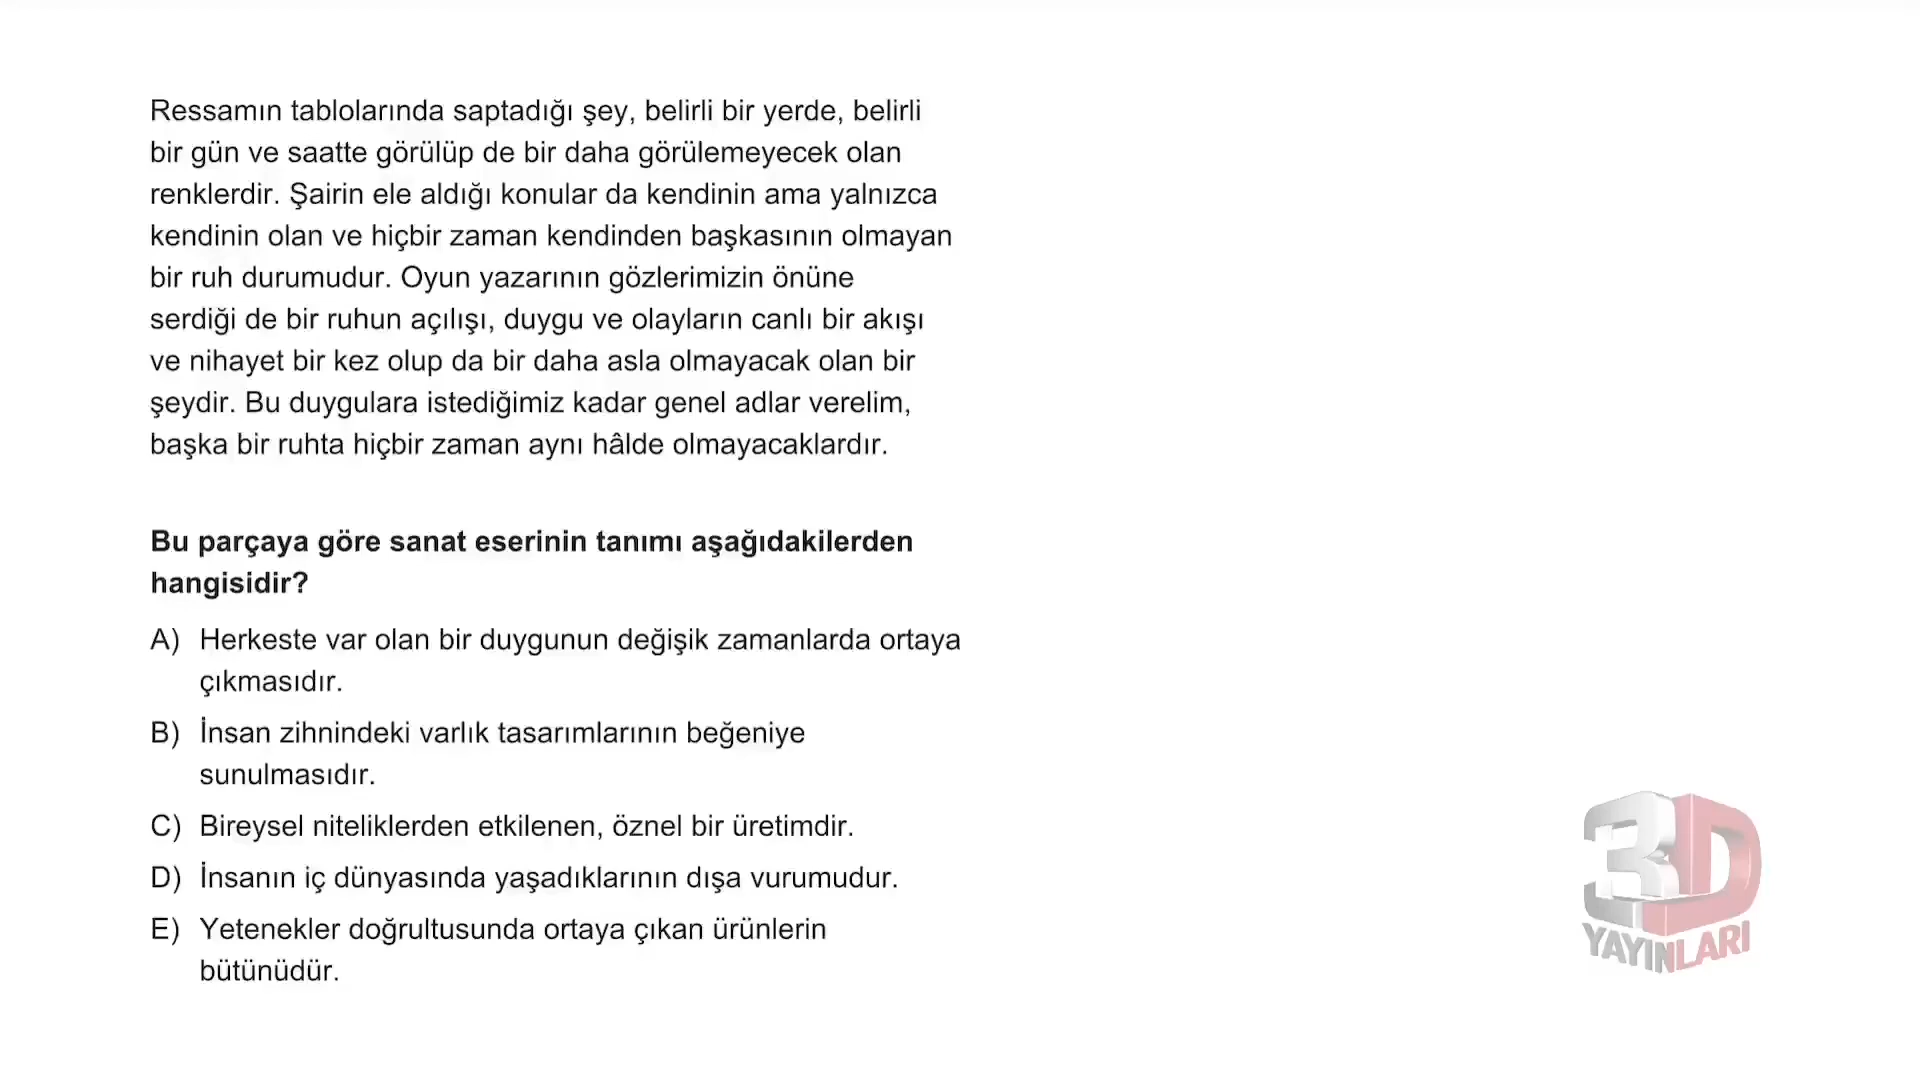 Ressamın tablolarında saptadığı şey, belirli bir yerde, belirli
bir gün ve saatte görülüp de bir daha görülemeyecek olan
renklerdir. Şairin ele aldığı konular da kendinin ama yalnızca
kendinin olan ve hiçbir zaman kendinden başkasının olmayan
bir ruh durumudur. Oyun yazarının gözlerimizin önüne
serdiği de bir ruhun açılışı, duygu ve olayların canlı bir akışı
ve nihayet bir kez olup da bir daha asla olmayacak olan bir
şeydir. Bu duygulara istediğimiz kadar genel adlar verelim,
başka bir ruhta hiçbir zaman aynı hâlde olmayacaklardır.
Bu parçaya göre sanat eserinin tanımı aşağıdakilerden
hangisidir?
A) Herkeste var olan bir duygunun değişik zamanlarda ortaya
çıkmasıdır.
B) İnsan zihnindeki varlık tasarımlarının beğeniye
sunulmasıdır.
C) Bireysel niteliklerden etkilenen, öznel bir üretimdir.
D) İnsanın iç dünyasında yaşadıklarının dışa vurumudur.
E) Yetenekler doğrultusunda ortaya çıkan ürünlerin
bütünüdür.
3D
YAYINLARI